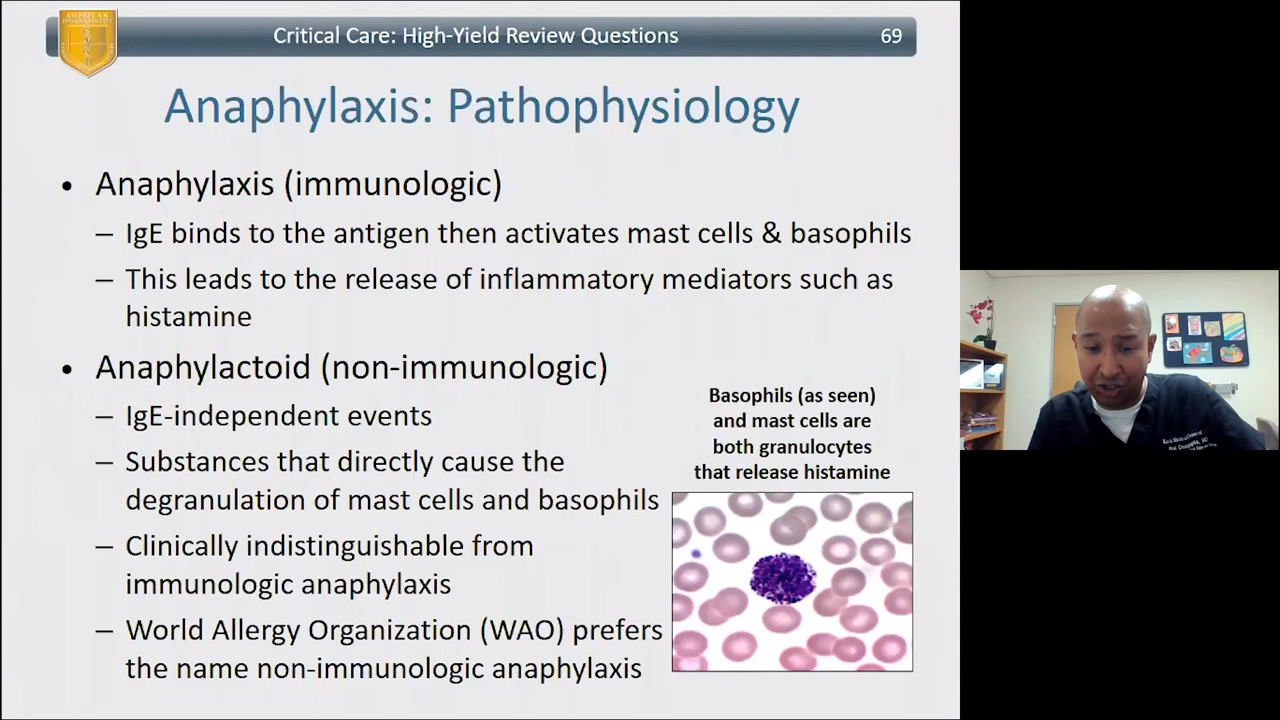 Critical Care: High-Yield Review Questions
69
Anaphylaxis: Pathophysiology
• Anaphylaxis (immunologic)
– IgE binds to the antigen then activates mast cells & basophils
– This leads to the release of inflammatory mediators such as
histamine
• Anaphylactoid (non-immunologic)
– IgE-independent events
– Substances that directly cause the
degranulation of mast cells and basophils
– Clinically indistinguishable from
immunologic anaphylaxis
– World Allergy Organization (WAO) prefers
the name non-immunologic anaphylaxis
Basophils (as seen)
and mast cells are
both granulocytes
that release histamine